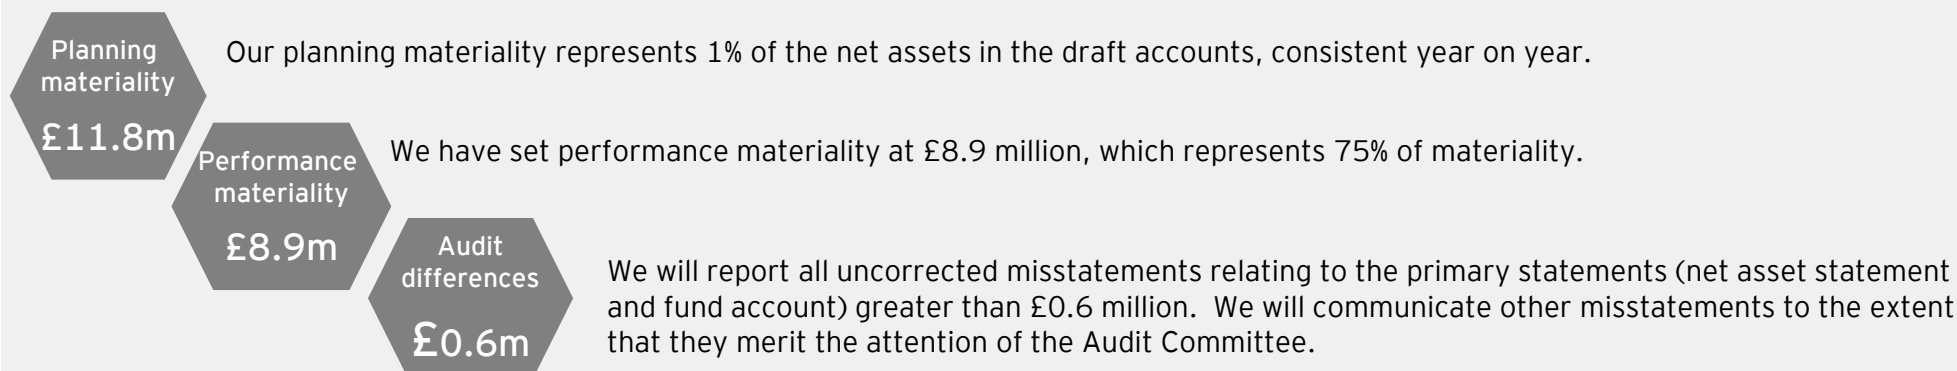 Planning
materiality
£11.8m
Our planning materiality represents 1% of the net assets in the draft accounts, consistent year on year.
Performance
materiality
£8.9m
We have set performance materiality at £8.9 million, which represents 75% of materiality.
Audit
differences
£0.6m
We will report all uncorrected misstatements relating to the primary statements (net asset statement
and fund account) greater than £0.6 million.  We will communicate other misstatements to the extent
that they merit the attention of the Audit Committee.